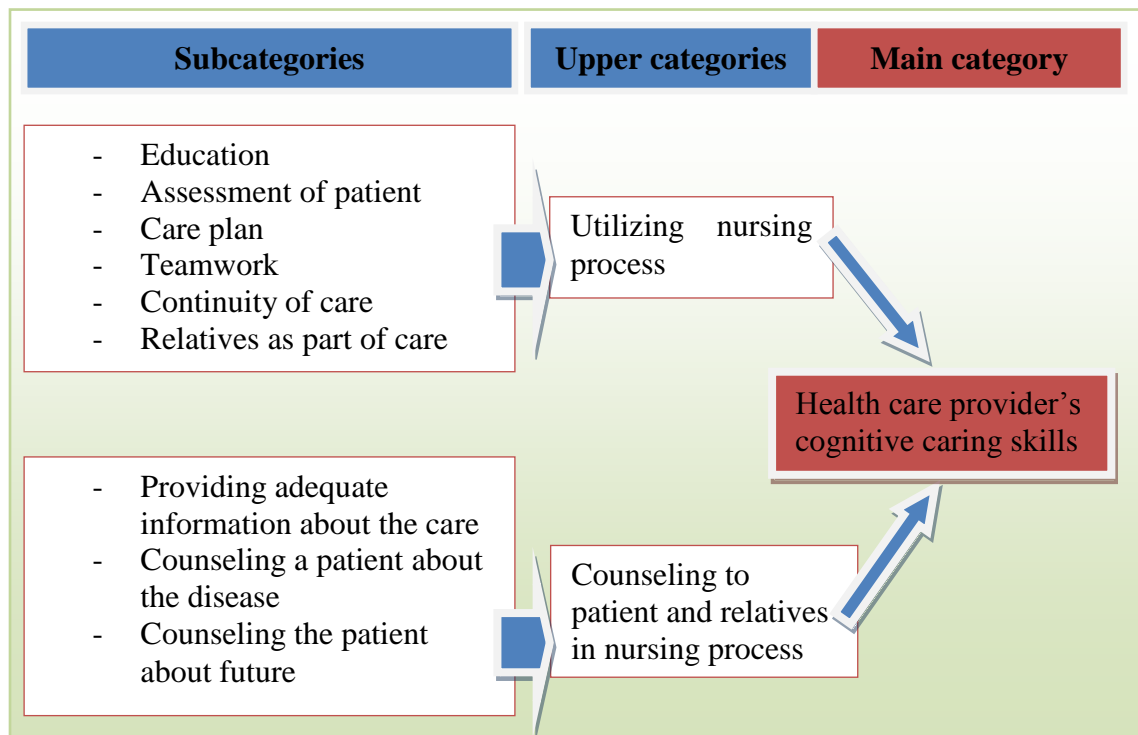 Subcategories
Upper categories
Main category
- Education
- Assessment of patient
- Care plan
- Teamwork
- Continuity of care
- Relatives as part of care
Utilizing nursing
process
Health care provider’s
cognitive caring skills
- Providing adequate
information about the care
- Counseling a patient about
the disease
- Counseling the patient
about future
Counseling to
patient and relatives
in nursing process